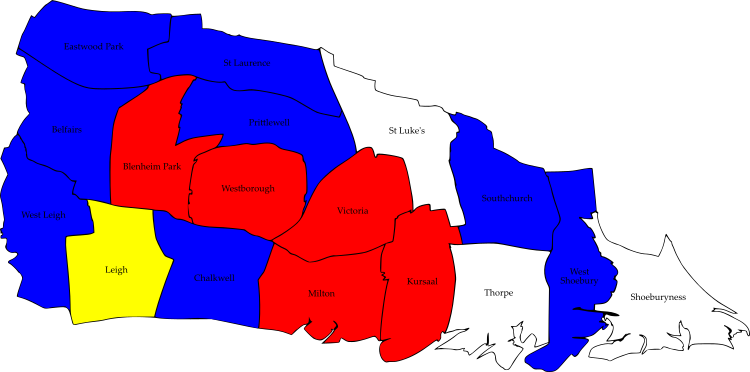 Eastwood Park
St Laurence
Belfairs
Prittlewell
St Luke's
Blenheim Park
Westborough
Southchurch
West Leigh
Victoria
Leigh
Chalkwell
Milton
Kursaal
Thorpe
West
Shoebury
Shoeburyness